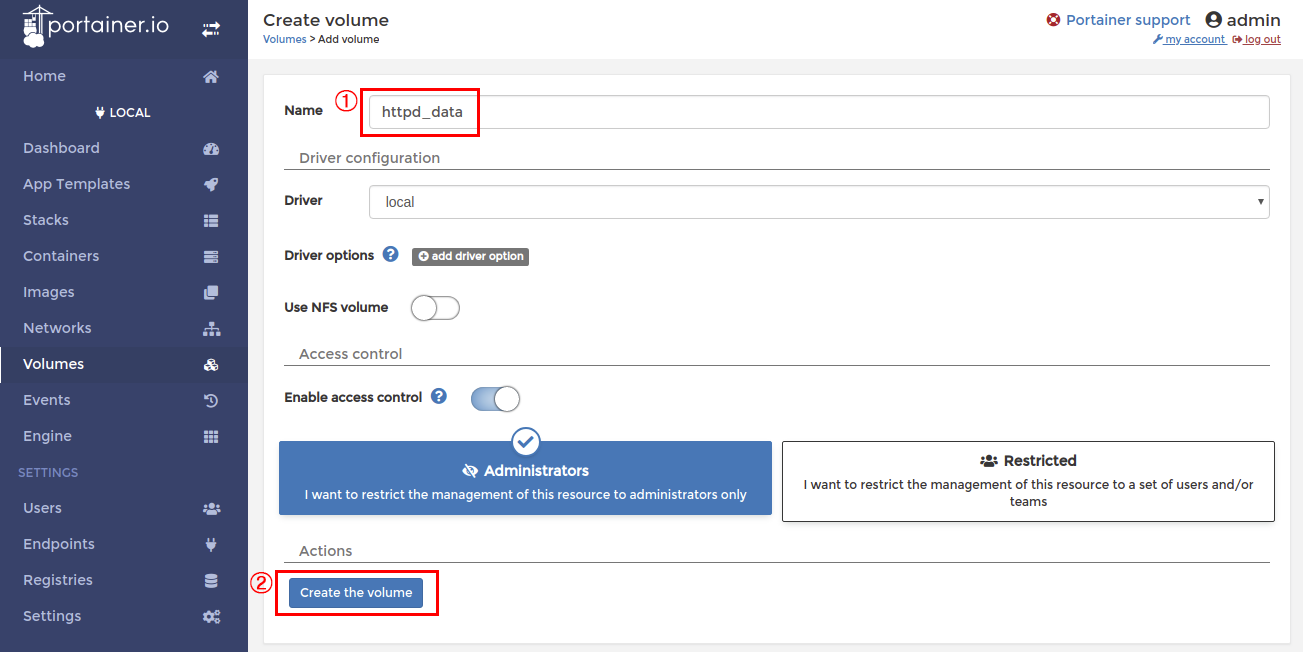 portainer.io
Home
LOCAL
Dashboard
App Templates
Stacks
Containers
Images
Networks
Volumes
Events
Engine
SETTINGS
Users
Endpoints
Registries
Settings
Create volume
Volumes > Add volume
Portainer support admin
my account log out
Name ① httpd_data
Driver configuration
Driver local
Driver options add driver option
Use NFS volume
Access control
Enable access control
Administrators
I want to restrict the management of this resource to administrators only
Restricted
I want to restrict the management of this resource to a set of users and/or
teams
Actions
② Create the volume